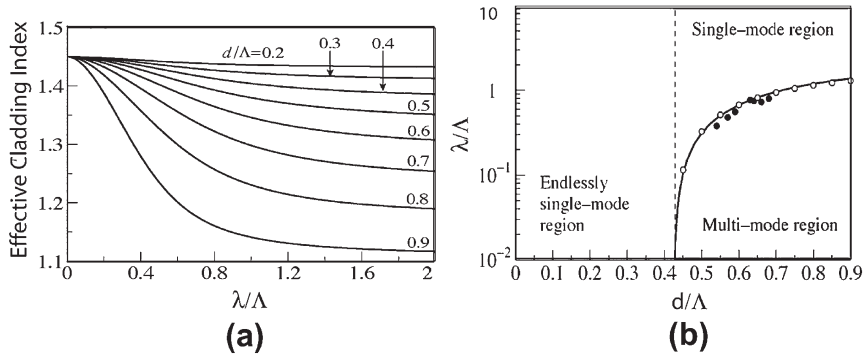 1.5
1.4
1.3
1.2
1.1
Effective Cladding Index
d/Λ=0.2
0.3
0.4
0.5
0.6
0.7
0.8
0.9
0
0.4
0.8
1.2
1.6
2
λ/Λ
(a)
10
1
10⁻¹
10⁻²
λ/Λ
Single–mode region
Endlessly
single–mode
region
Multi–mode region
0
0.1
0.2
0.3
0.4
0.5
0.6
0.7
0.8
0.9
d/Λ
(b)